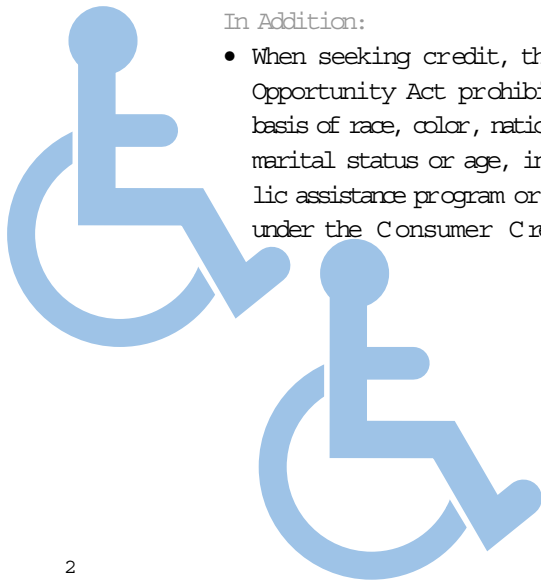 In Addition:
• When seeking credit, th
Opportunity Act prohibi
basis of race, color, natio
marital status or age, in
lic assistance program or
under the Consumer Cre
2